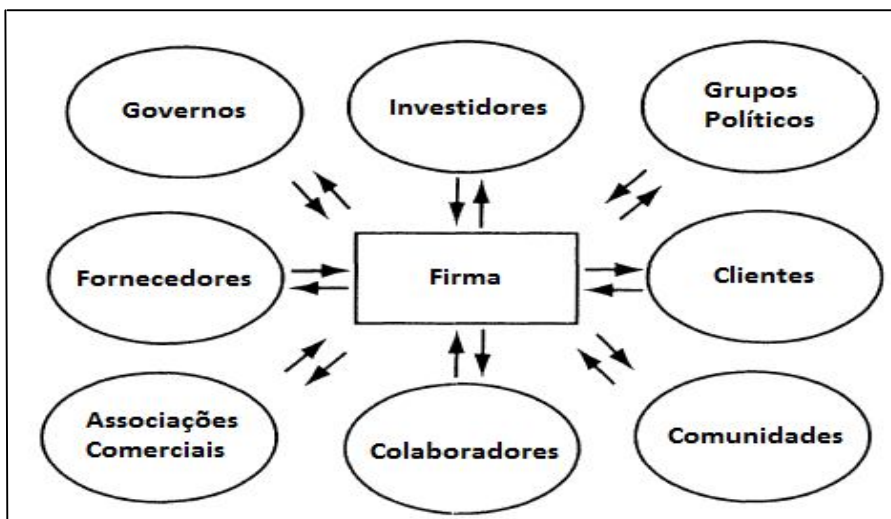 Governos
Investidores
Grupos
Políticos
Fornecedores
Firma
Clientes
Associações
Comerciais
Colaboradores
Comunidades